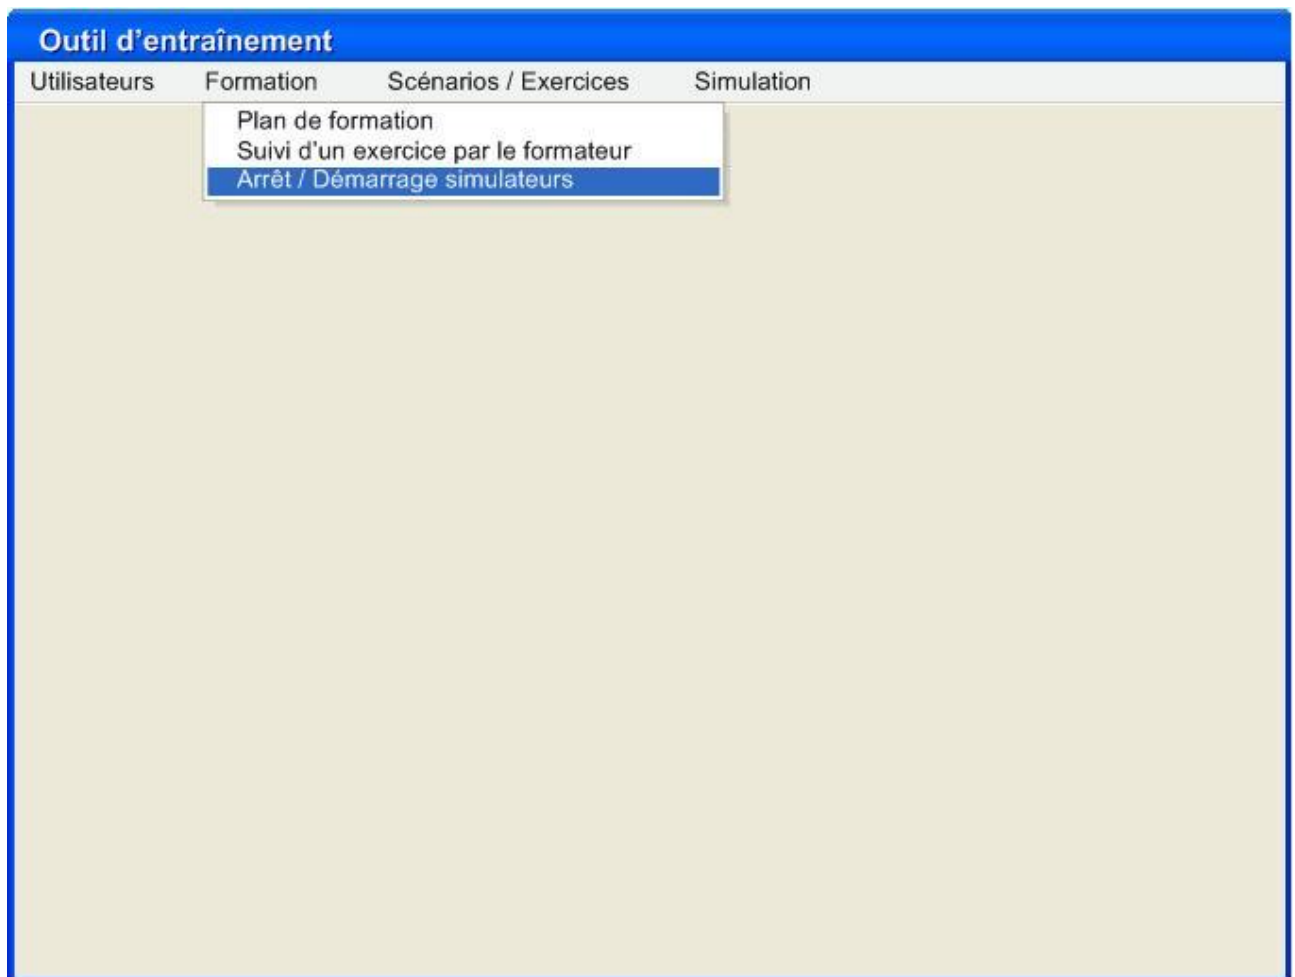 Outil d’entraînement
Utilisateurs Formation Scénarios / Exercices Simulation
Plan de formation
Suivi d’un exercice par le formateur
Arrêt / Démarrage simulateurs